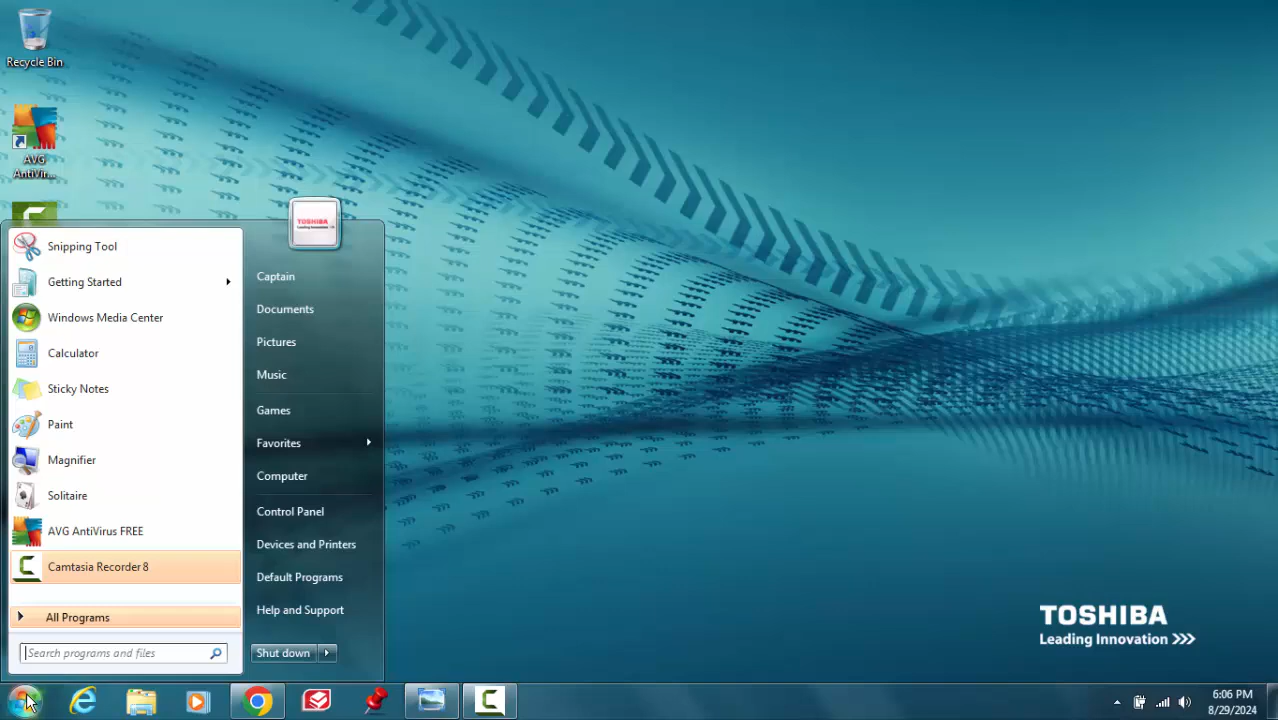 Recycle Bin
AVG
AntiVir...
TOSHIBA
Leading Innovation
Snipping Tool
Getting Started
Windows Media Center
Calculator
Sticky Notes
Paint
Magnifier
Solitaire
AVG AntiVirus FREE
Camtasia Recorder 8
All Programs
Search programs and files
Captain
Documents
Pictures
Music
Games
Favorites
Computer
Control Panel
Devices and Printers
Default Programs
Help and Support
Shut down
TOSHIBA
Leading Innovation >>>
6:06 PM
8/29/2024